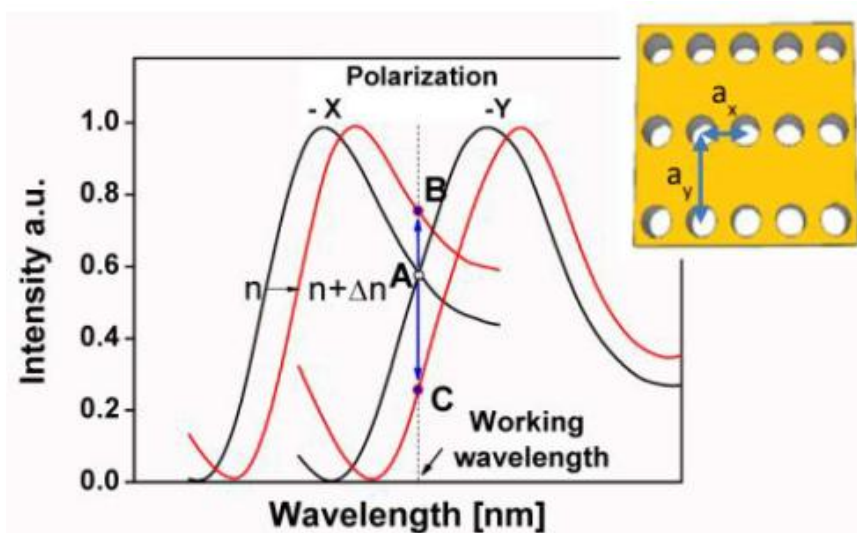 Polarization
- X
-Y
a_x
a_y
1.0
0.8
0.6
0.4
0.2
0.0
B
A
C
n
n+Δn
Working
wavelength
Intensity a.u.
Wavelength [nm]